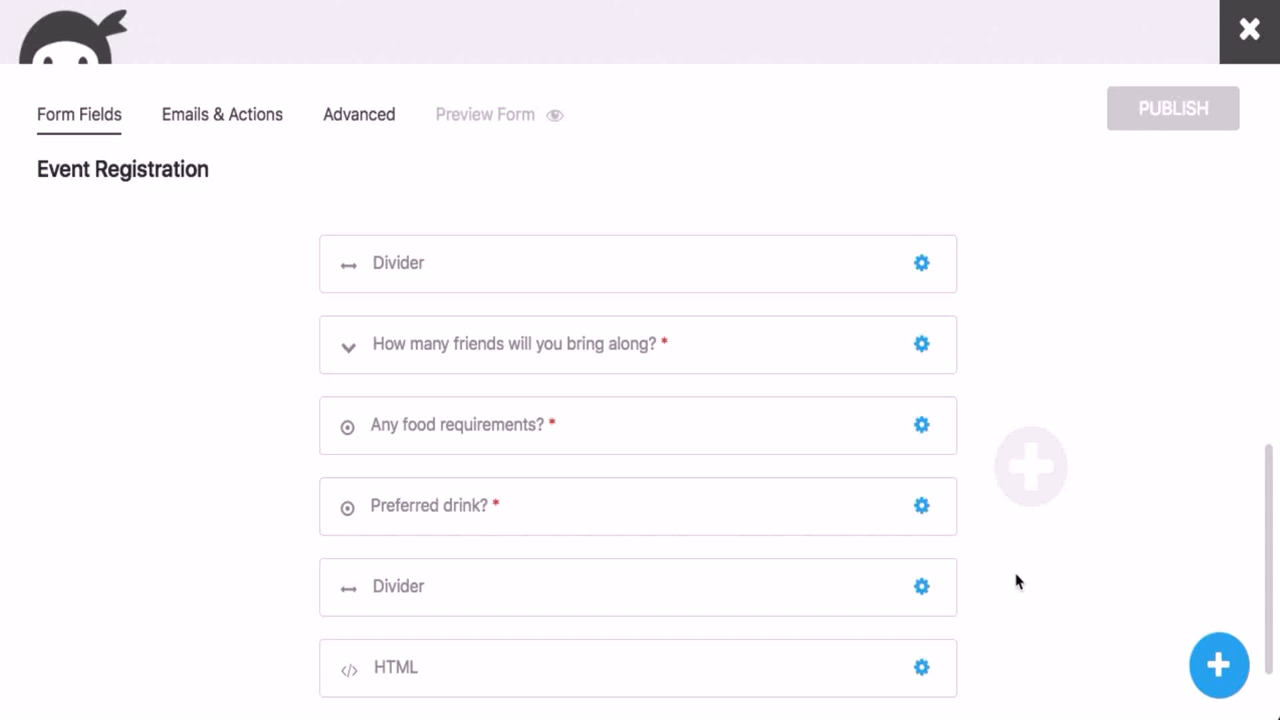 Form Fields
Emails & Actions
Advanced
Preview Form
PUBLISH
Event Registration
Divider
How many friends will you bring along? *
Any food requirements? *
Preferred drink? *
Divider
</> HTML